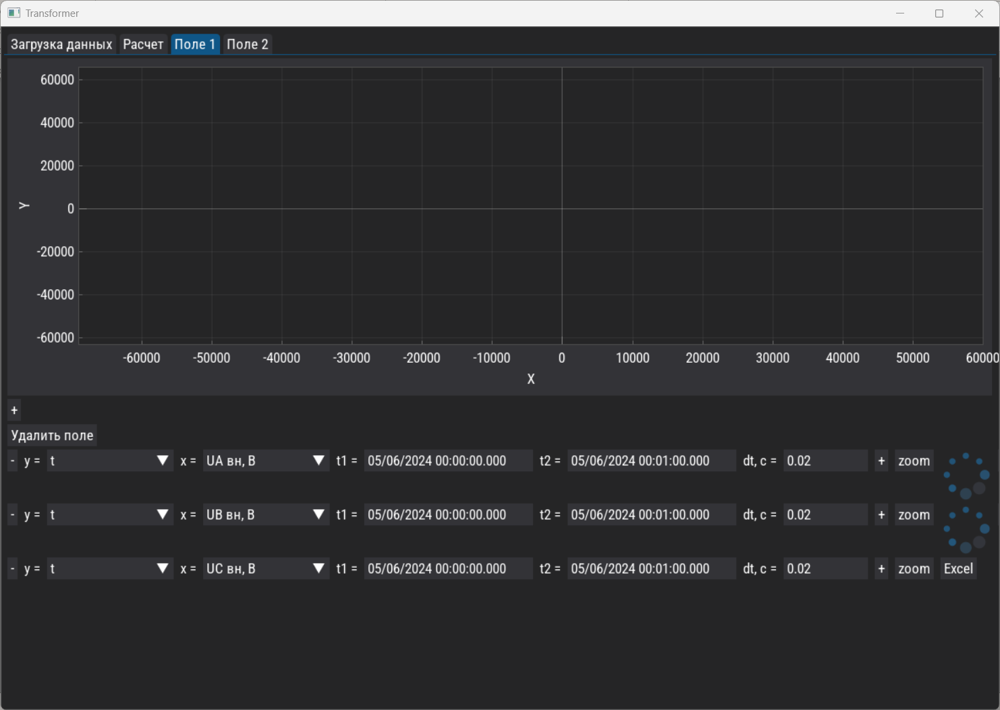 Transformer
Загрузка данных Расчет Поле 1 Поле 2
60000
40000
20000
0
-20000
-40000
-60000
Y
-60000 -50000 -40000 -30000 -20000 -10000 0 10000 20000 30000 40000 50000 60000
X
+
Удалить поле
- y = t x = UA вн, В t1 = 05/06/2024 00:00:00.000 t2 = 05/06/2024 00:01:00.000 dt, c = 0.02 + zoom
- y = t x = UB вн, В t1 = 05/06/2024 00:00:00.000 t2 = 05/06/2024 00:01:00.000 dt, c = 0.02 + zoom
- y = t x = UC вн, В t1 = 05/06/2024 00:00:00.000 t2 = 05/06/2024 00:01:00.000 dt, c = 0.02 + zoom Excel